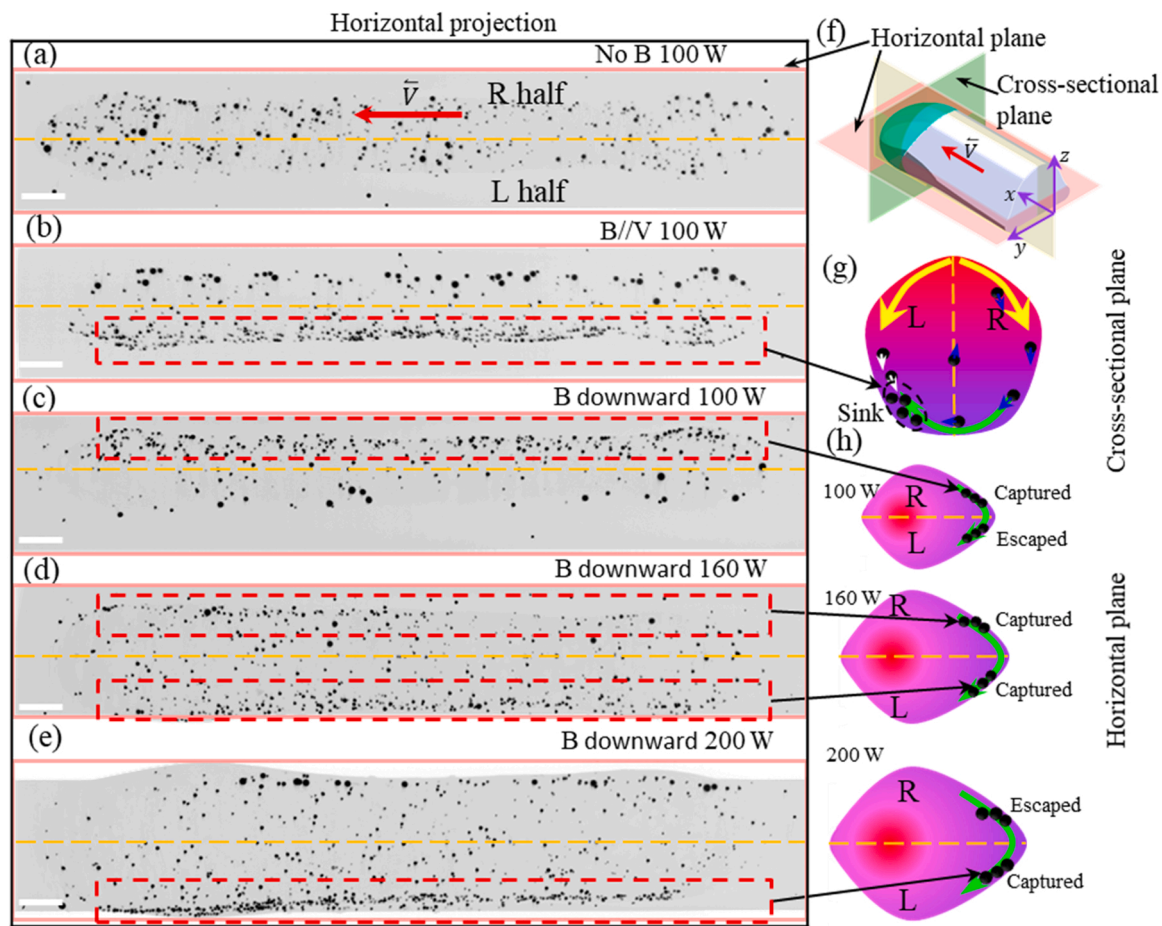 Horizontal projection
(a)
No B 100 W
V
R half
L half
(b)
B//V 100 W
(c)
B downward 100 W
(d)
B downward 160 W
(e)
B downward 200 W
(f)
Horizontal plane
Cross-sectional
plane
V
z
x
y
(g)
L
R
Sink
Cross-sectional plane
(h)
100 W
R
L
Captured
Escaped
160 W
R
L
Captured
Captured
Horizontal plane
200 W
R
L
Escaped
Captured